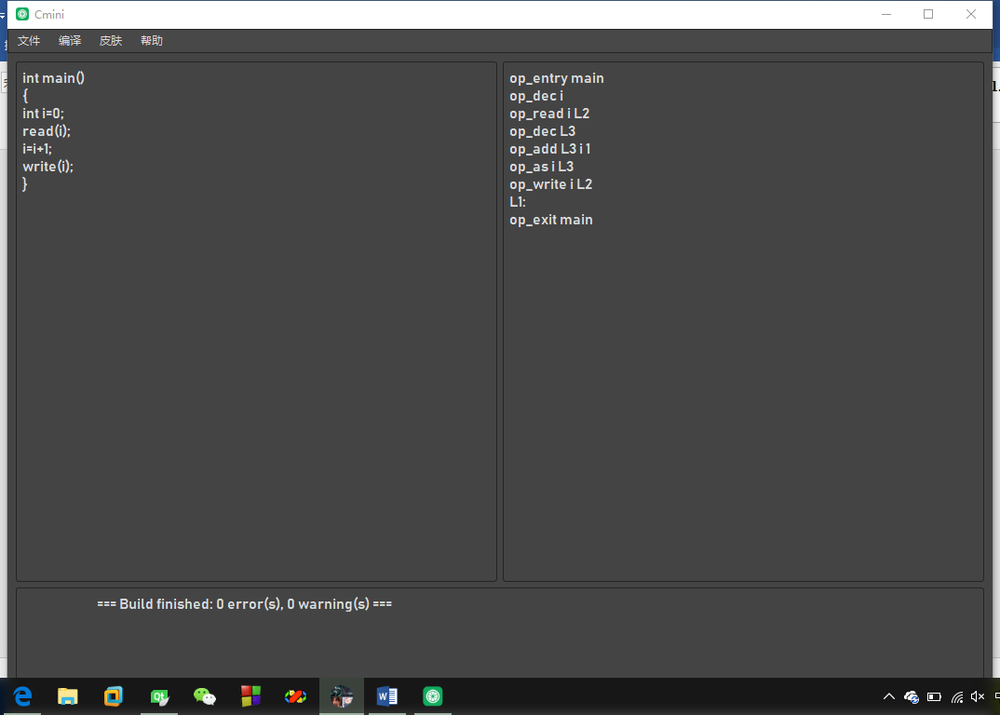 Cmini
文件 编译 皮肤 帮助
int main()
{
int i=0;
read(i);
i=i+1;
write(i);
}
op_entry main
op_dec i
op_read i L2
op_dec L3
op_add L3 i 1
op_as i L3
op_write i L2
L1:
op_exit main
=== Build finished: 0 error(s), 0 warning(s) ===